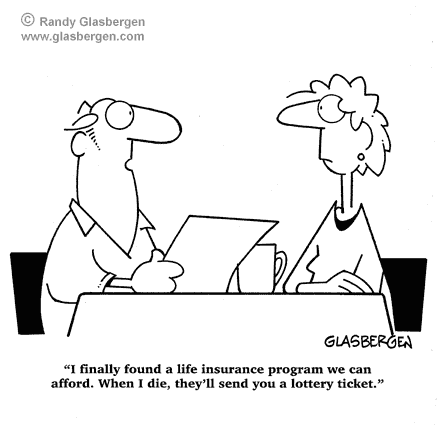 © Randy Glasbergen
www.glasbergen.com
GLASBERGEN
“I finally found a life insurance program we can
afford. When I die, they’ll send you a lottery ticket.”